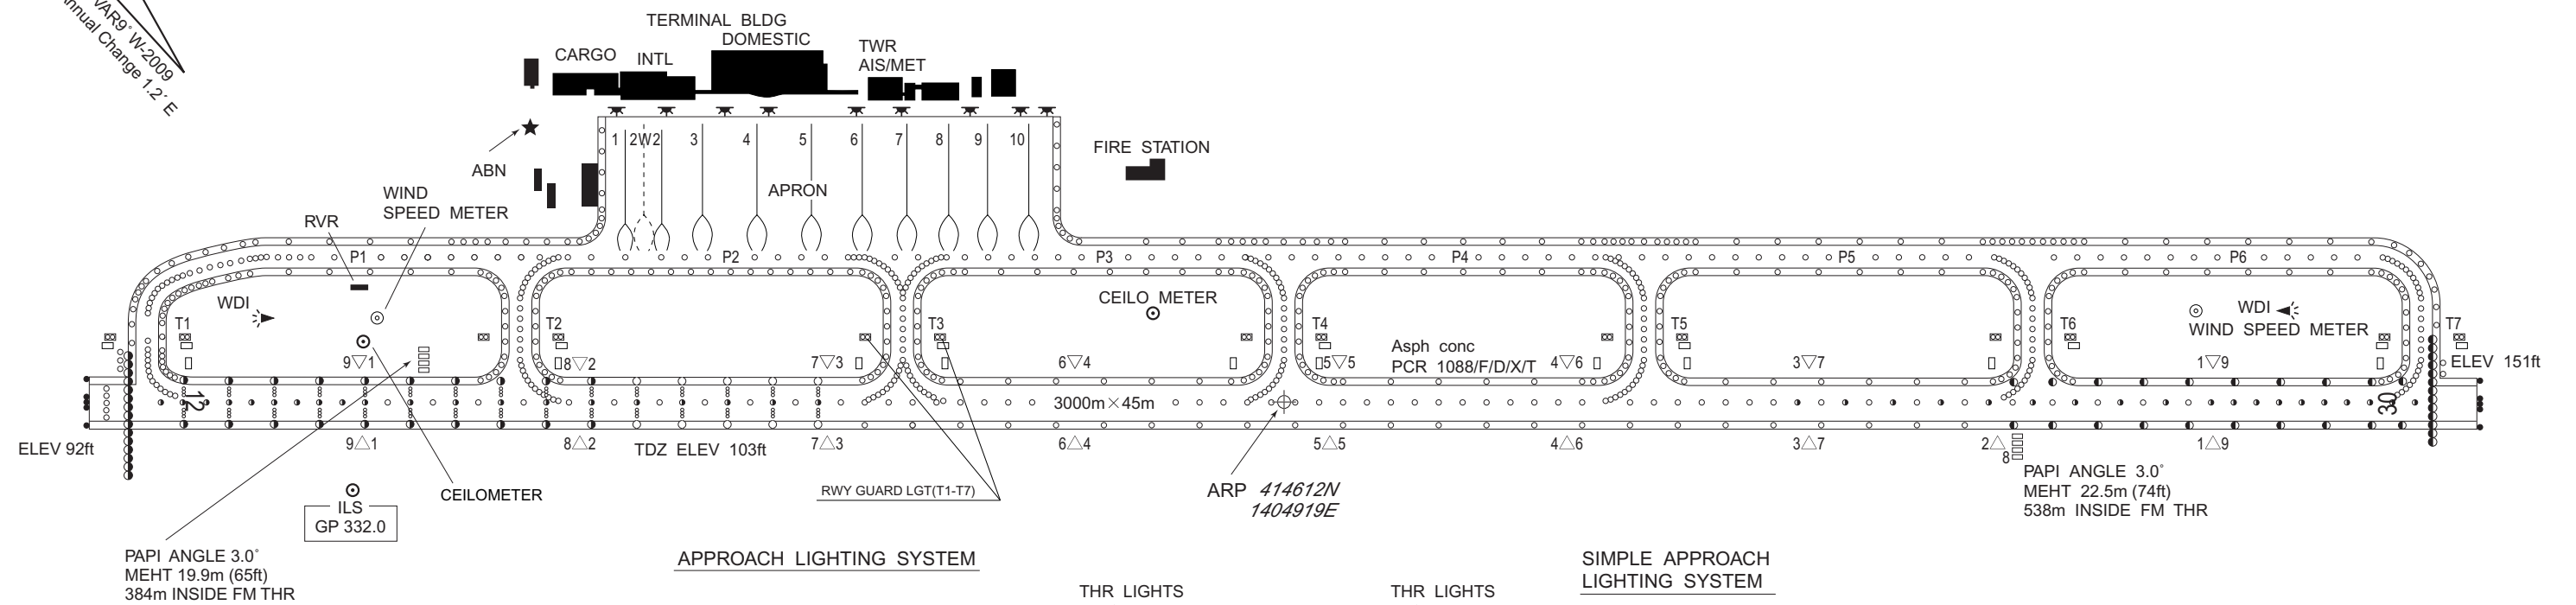 VAR9° W-2009
Annual Change 1.2´ E
TERMINAL BLDG
DOMESTIC
CARGO
INTL
TWR
AIS/MET
ABN
FIRE STATION
1
2W
2
3
4
5
6
7
8
9
10
APRON
WIND
SPEED METER
RVR
P1
P2
P3
P4
P5
P6
WDI
CEILO METER
WDI
WIND SPEED METER
T1
T2
T3
T4
T5
T6
T7
Asph conc
PCR 1088/F/D/X/T
9▽1
8▽2
7▽3
6▽4
5▽5
4▽6
3▽7
1▽9
ELEV 151ft
12
3000m×45m
30
ELEV 92ft
9△1
8△2
TDZ ELEV 103ft
7△3
6△4
5△5
4△6
3△7
2△
8
1△9
CEILOMETER
RWY GUARD LGT(T1-T7)
ARP 414612N
1404919E
PAPI ANGLE 3.0°
MEHT 22.5m (74ft)
538m INSIDE FM THR
ILS
GP 332.0
PAPI ANGLE 3.0°
MEHT 19.9m (65ft)
384m INSIDE FM THR
APPROACH LIGHTING SYSTEM
SIMPLE APPROACH
LIGHTING SYSTEM
THR LIGHTS
THR LIGHTS